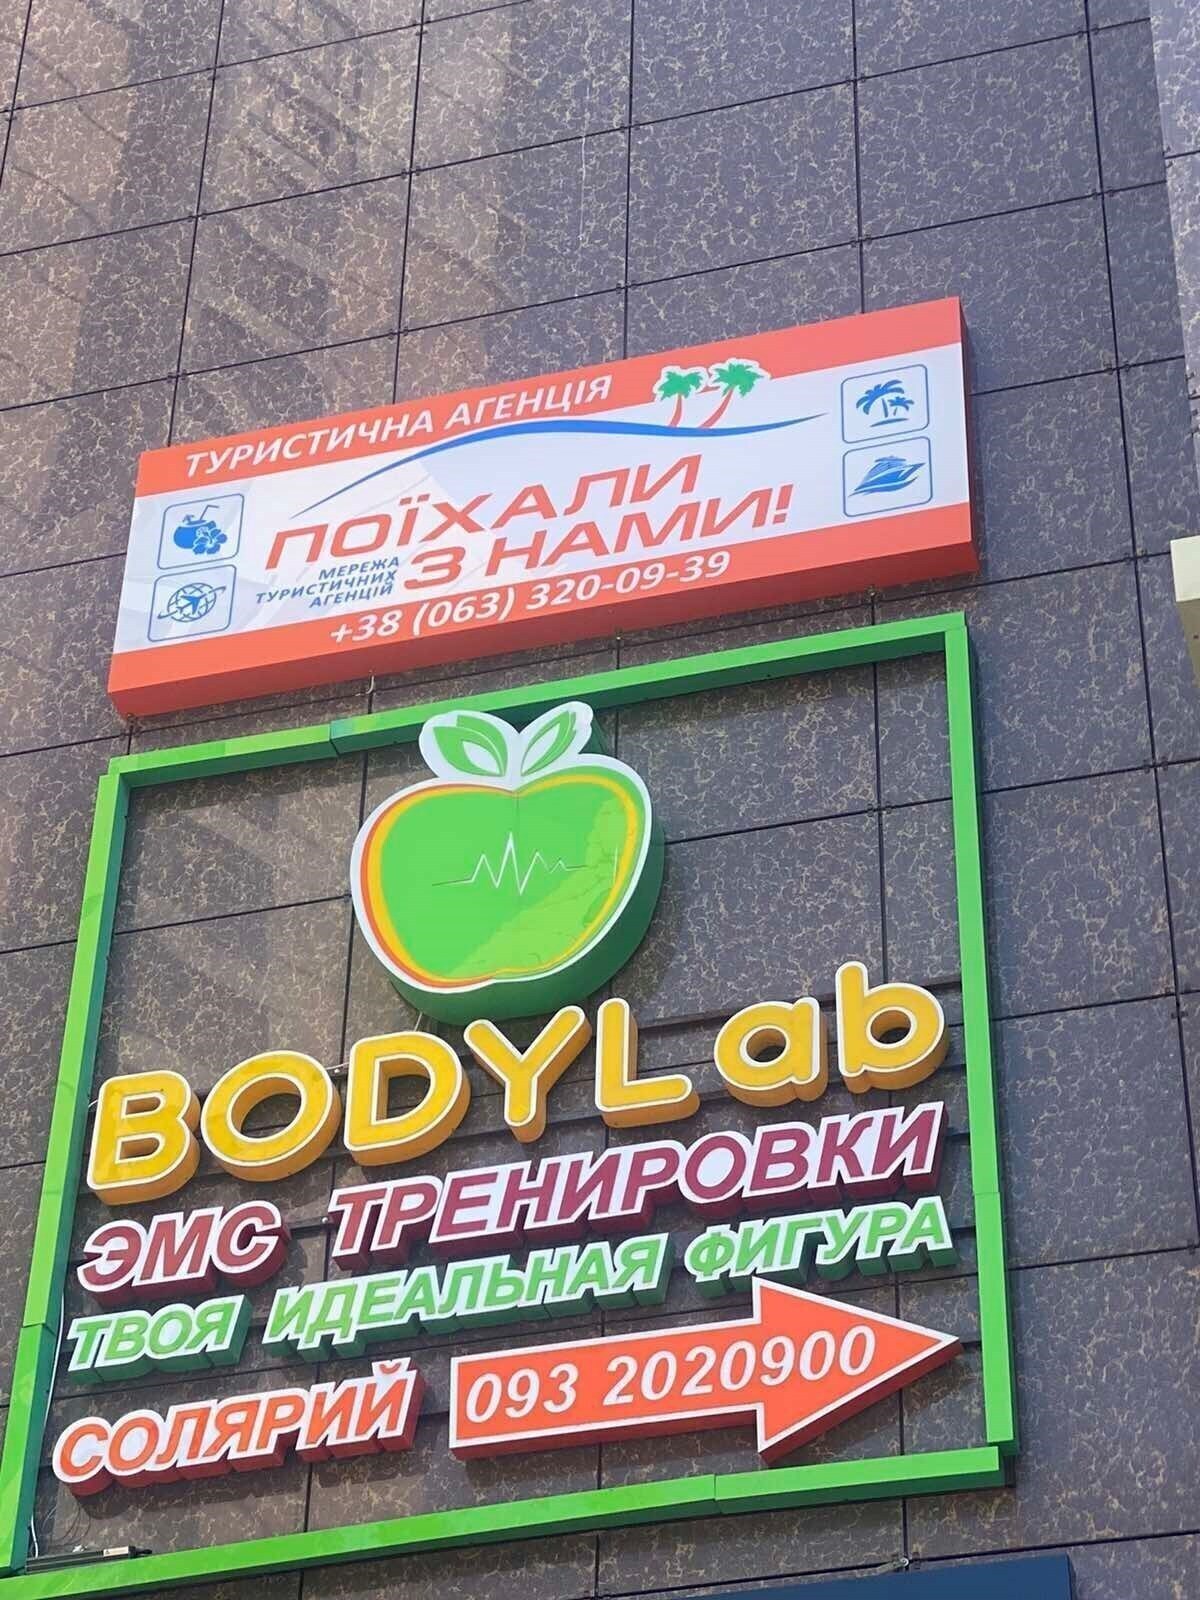 ТУРИСТИЧНА АГЕНЦІЯ
ПОЇХАЛИ
З НАМИ!
МЕРЕЖА
ТУРИСТИЧНИХ
АГЕНЦІЙ
+38 (063) 320-09-39
BODYLab
ЭМС ТРЕНИРОВКИ
ТВОЯ ИДЕАЛЬНАЯ ФИГУРА
СОЛЯРИЙ 093 2020900